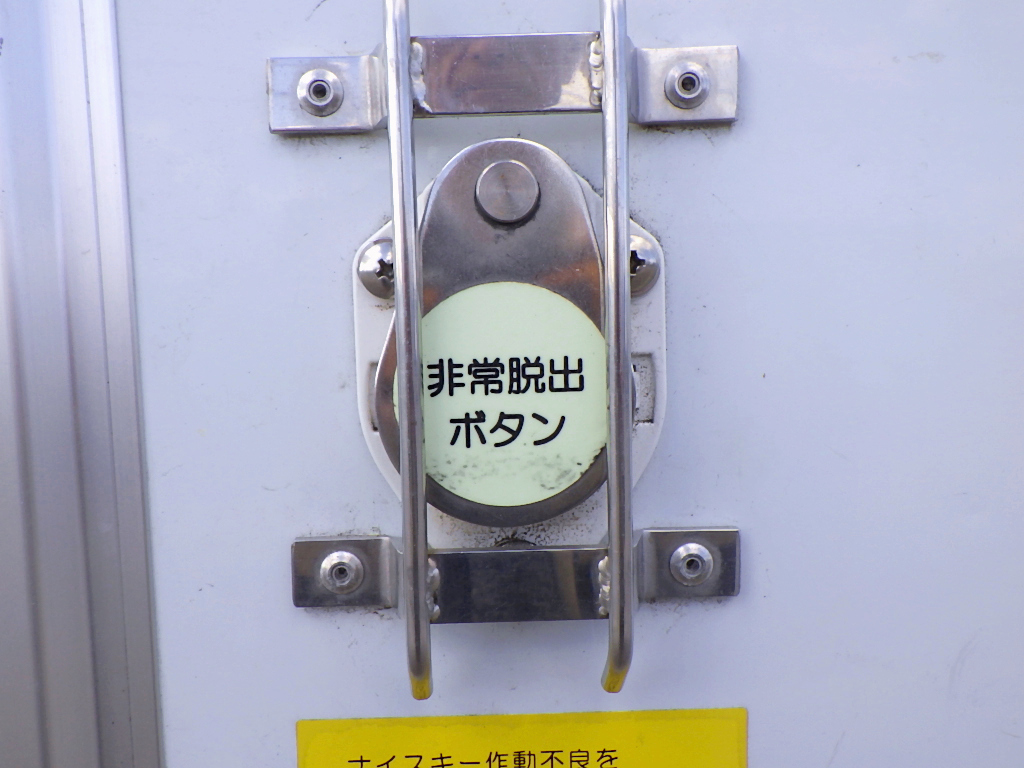 非常脱出
ボタン
ナイスキー作動不良を